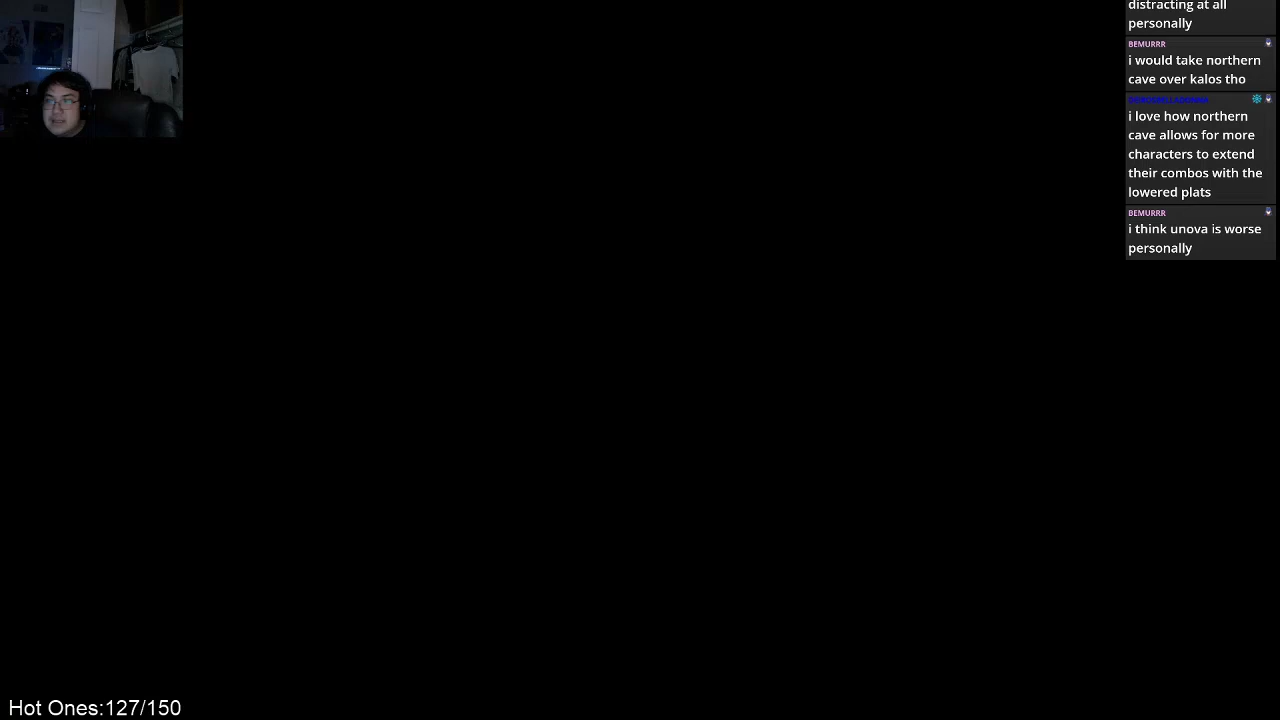 distracting at all
personally
BEMURRR
i would take northern
cave over kalos tho
i love how northern
cave allows for more
characters to extend
their combos with the
lowered plats
BEMURRR
i think unova is worse
personally
Hot Ones:127/150